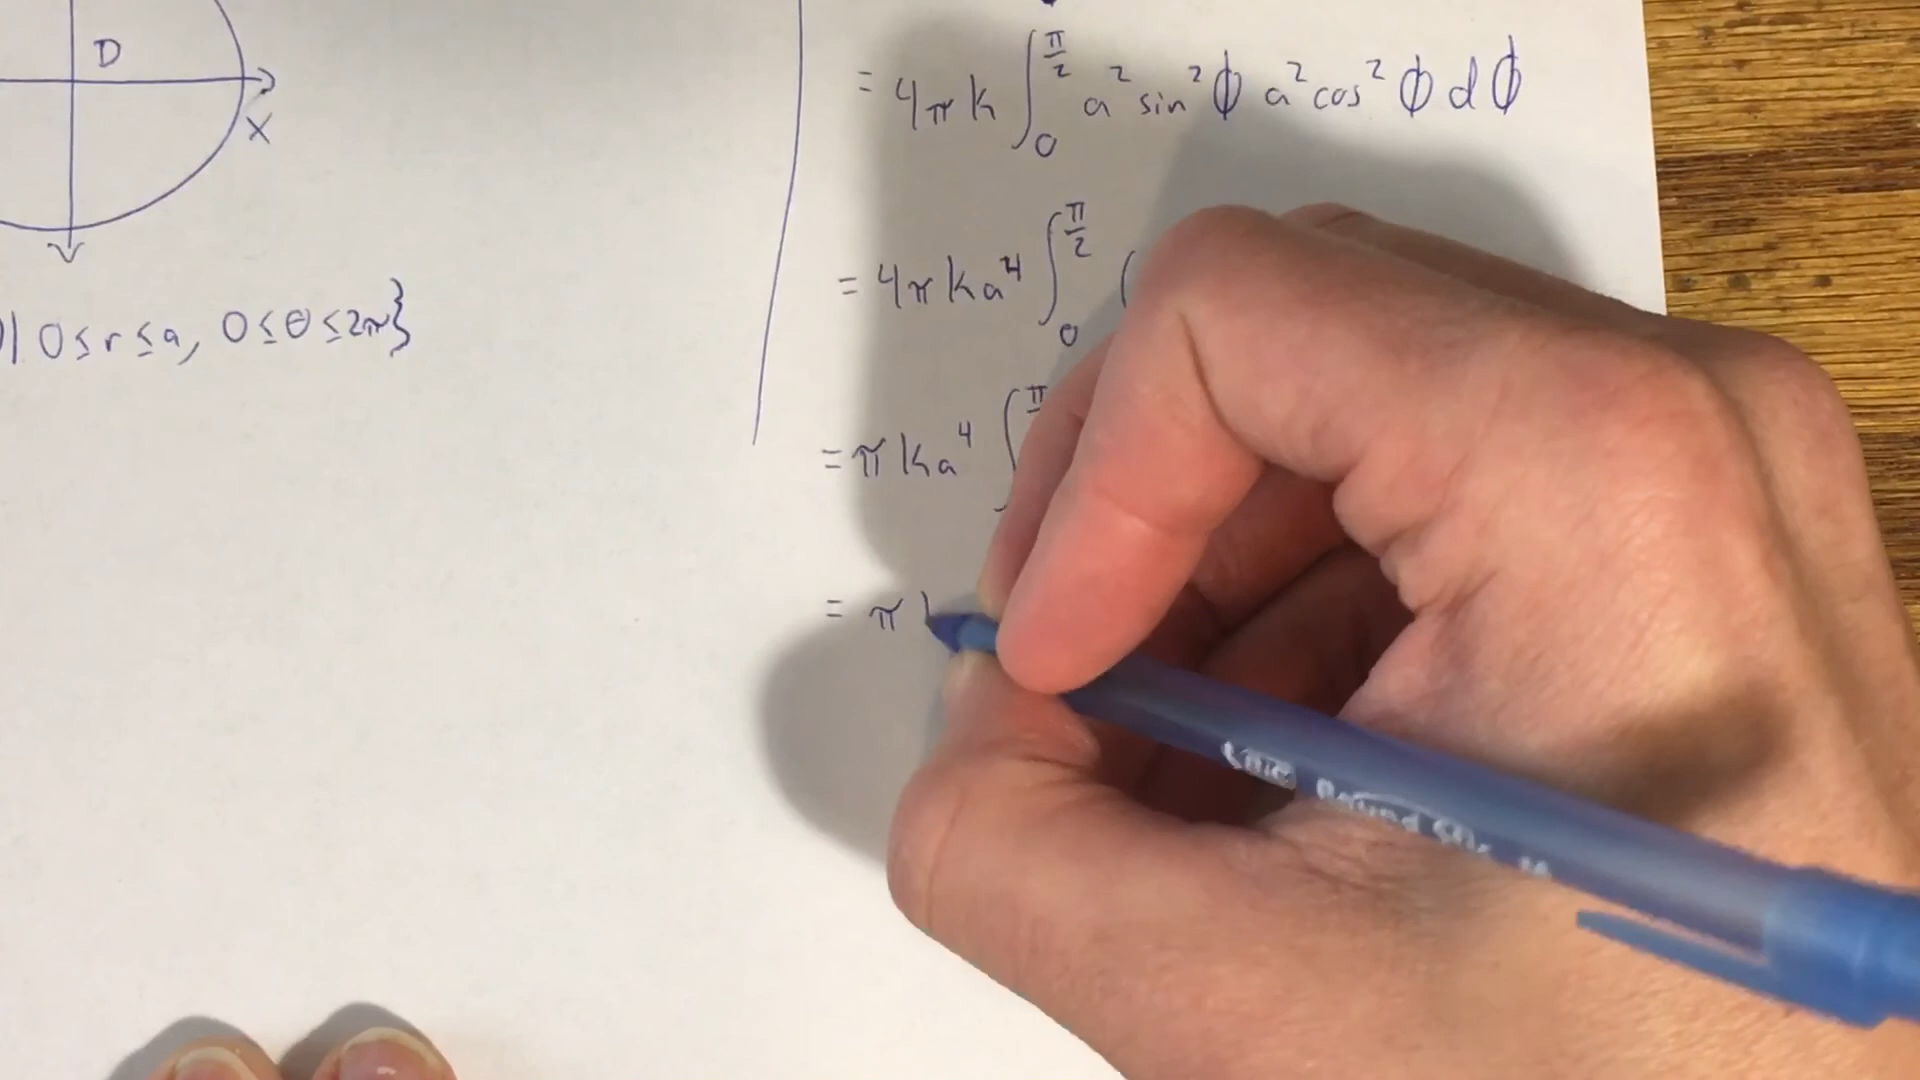 D
X
) | 0 ≤ r ≤ a, 0 ≤ θ ≤ 2π}
= 4πk ∫₀^(π/2) a² sin² ϕ a² cos² ϕ dϕ
= 4πka⁴ ∫₀^(π/2) (
= πka⁴ ∫ π
= π
BIC Round Stic M